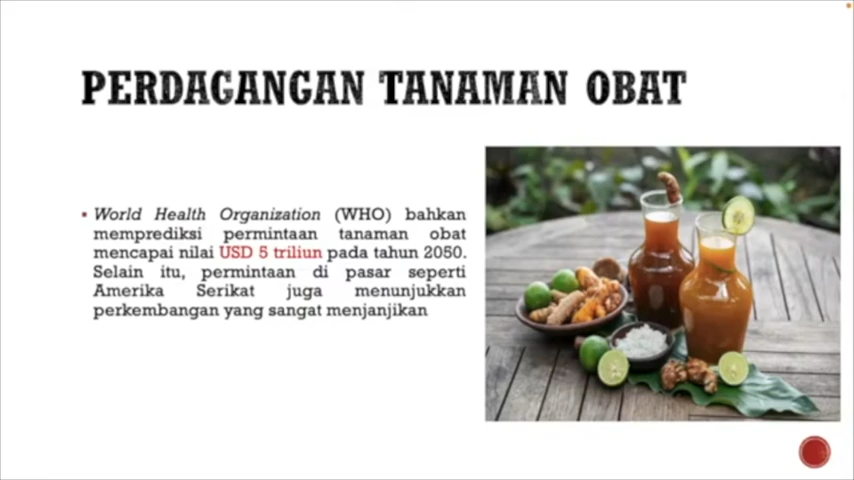 PERDAGANGAN TANAMAN OBAT
▪ World Health Organization (WHO) bahkan
memprediksi permintaan tanaman obat
mencapai nilai USD 5 triliun pada tahun 2050.
Selain itu, permintaan di pasar seperti
Amerika Serikat juga menunjukkan
perkembangan yang sangat menjanjikan